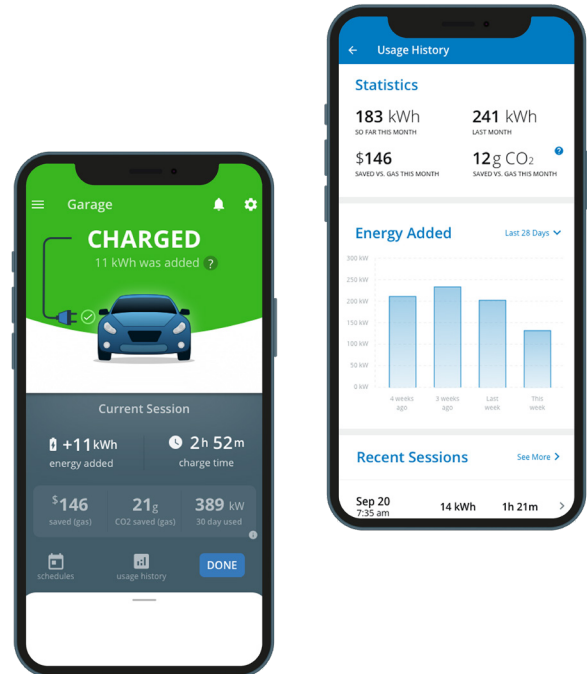 Garage
CHARGED
11 kWh was added ?
Current Session
+11kWh
energy added
2h 52m
charge time
$146
saved (gas)
21g
CO2 saved (gas)
389 kW
30 day used
schedules
usage history
DONE
Usage History
Statistics
183 kWh
SO FAR THIS MONTH
241 kWh
LAST MONTH
$146
SAVED VS. GAS THIS MONTH
12g CO2
SAVED VS. GAS THIS MONTH
?
Energy Added
Last 28 Days
300 kW
250 kW
200 kW
150 kW
100 kW
50 kW
0 kW
4 weeks
ago
3 weeks
ago
Last
week
This
week
Recent Sessions
See More
Sep 20
7:35 am
14 kWh
1h 21m